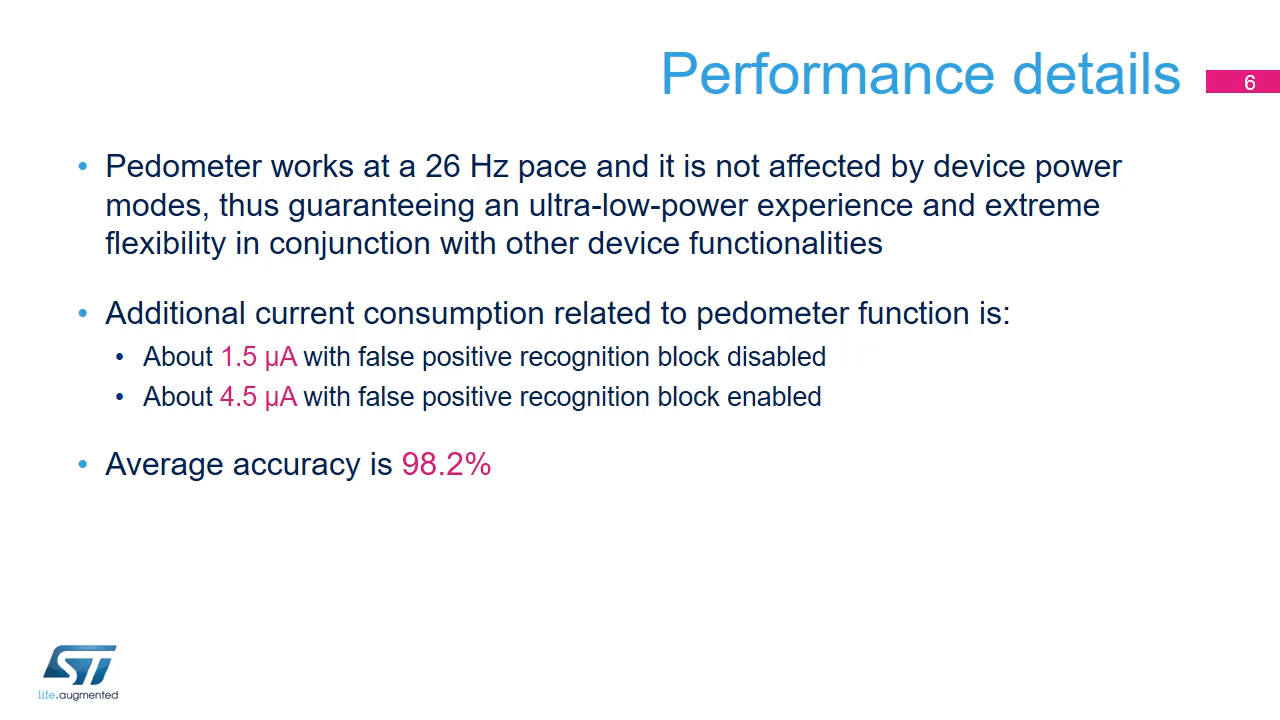 Performance details
6
• Pedometer works at a 26 Hz pace and it is not affected by device power
modes, thus guaranteeing an ultra-low-power experience and extreme
flexibility in conjunction with other device functionalities
• Additional current consumption related to pedometer function is:
• About 1.5 µA with false positive recognition block disabled
• About 4.5 µA with false positive recognition block enabled
• Average accuracy is 98.2%
ST
life.augmented